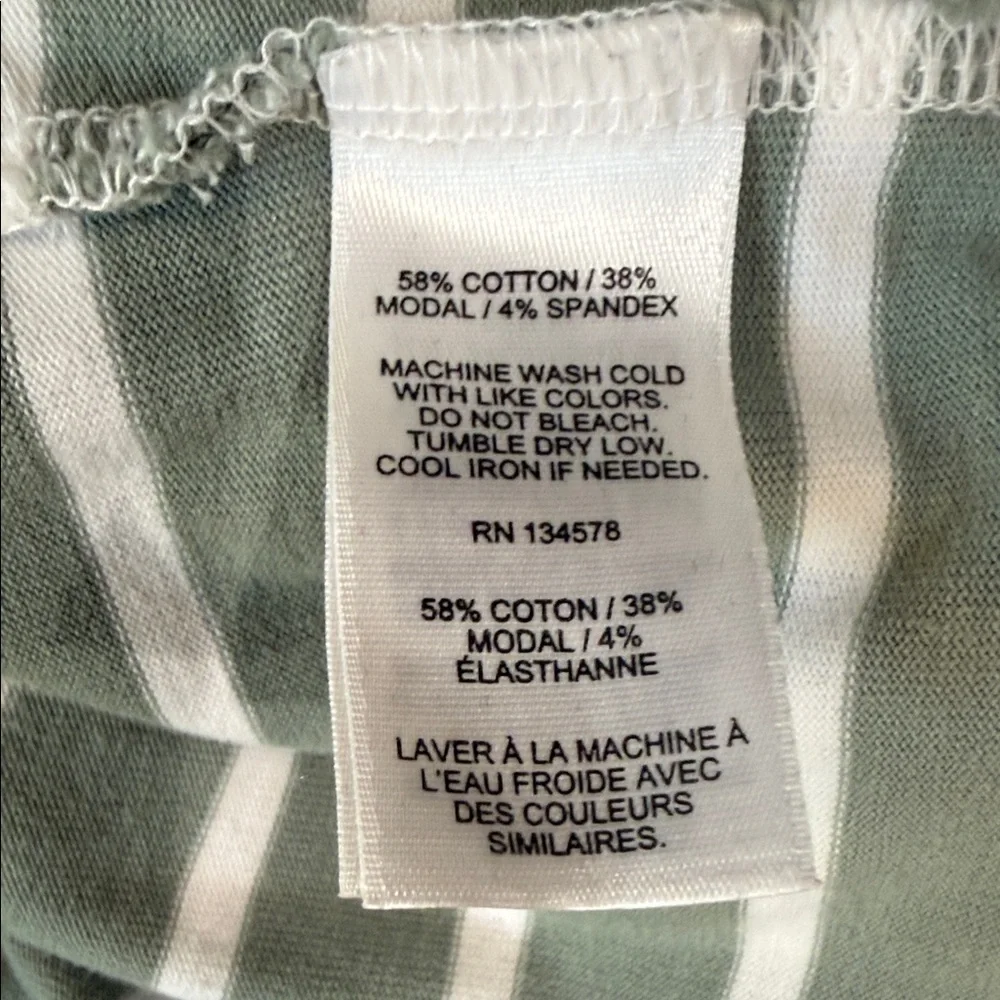 58% COTTON / 38%
MODAL / 4% SPANDEX
MACHINE WASH COLD
WITH LIKE COLORS.
DO NOT BLEACH.
TUMBLE DRY LOW.
COOL IRON IF NEEDED.
RN 134578
58% COTON / 38%
MODAL / 4%
ÉLASTHANNE
LAVER À LA MACHINE À
L'EAU FROIDE AVEC
DES COULEURS
SIMILAIRES.